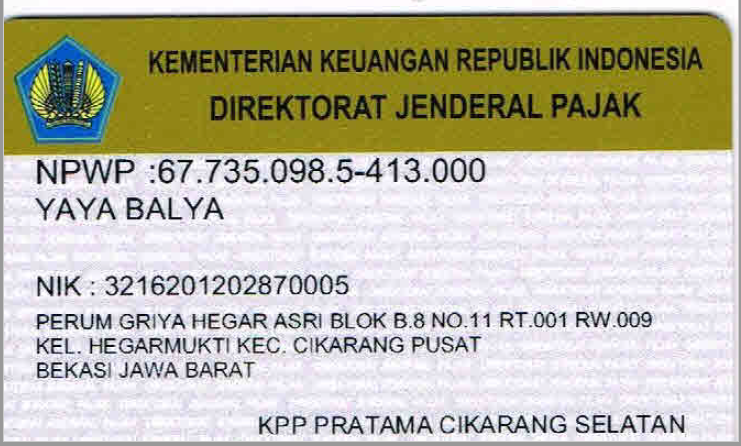 KEMENTERIAN KEUANGAN REPUBLIK INDONESIA
DIREKTORAT JENDERAL PAJAK
NPWP :67.735.098.5-413.000
YAYA BALYA
NIK : 3216201202870005
PERUM GRIYA HEGAR ASRI BLOK B.8 NO.11 RT.001 RW.009
KEL. HEGARMUKTI KEC. CIKARANG PUSAT
BEKASI JAWA BARAT
KPP PRATAMA CIKARANG SELATAN